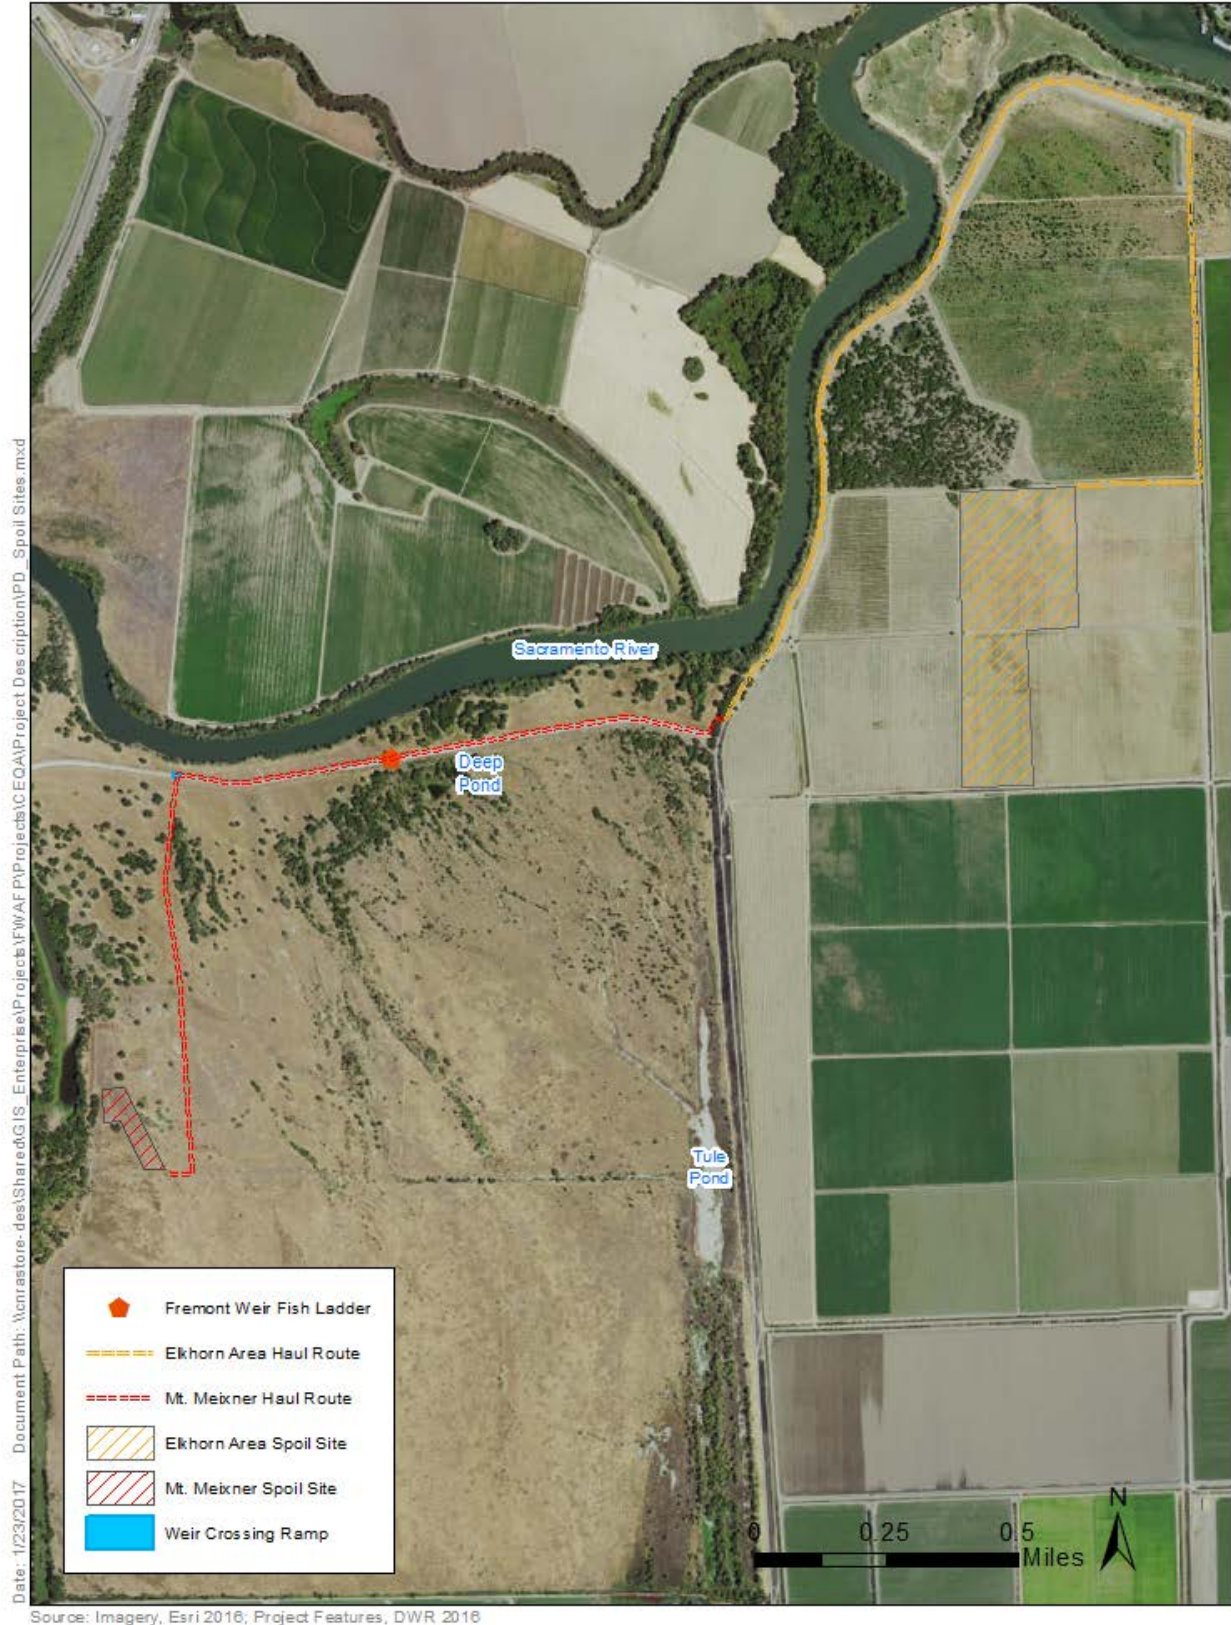 Sacramento River
Deep
Pond
Tule
Pond
Fremont Weir Fish Ladder
Elkhorn Area Haul Route
Mt. Meixner Haul Route
Elkhorn Area Spoil Site
Mt. Meixner Spoil Site
Weir Crossing Ramp
N
0 0.25 0.5
Miles
Date: 1/23/2017 Document Path: \\cnrastore-des\Shared\GIS_Enterprise\Projects\FWAFP\Projects\CEQA\Project Description\PD_Spoil Sites.mxd
Source: Imagery, Esri 2016; Project Features, DWR 2016